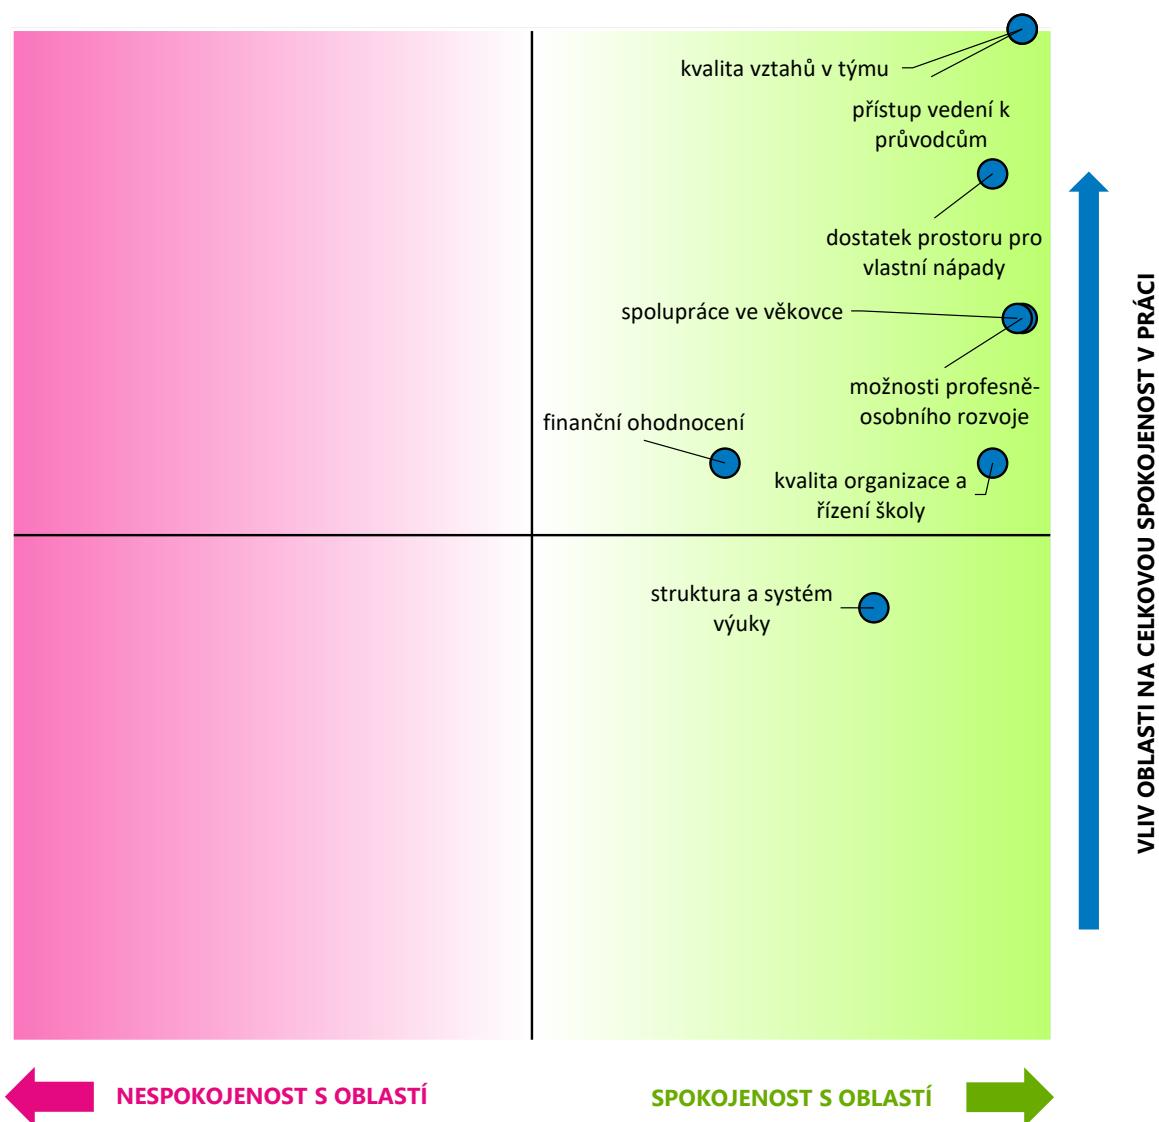 kvalita vztahů v týmu
přístup vedení k
průvodcům
dostatek prostoru pro
vlastní nápady
spolupráce ve věkovce
možnosti profesně-
osobního rozvoje
finanční ohodnocení
kvalita organizace a
řízení školy
struktura a systém
výuky
VLIV OBLASTI NA CELKOVOU SPOKOJENOST V PRÁCI
NESPOKOJENOST S OBLASTÍ
SPOKOJENOST S OBLASTÍ